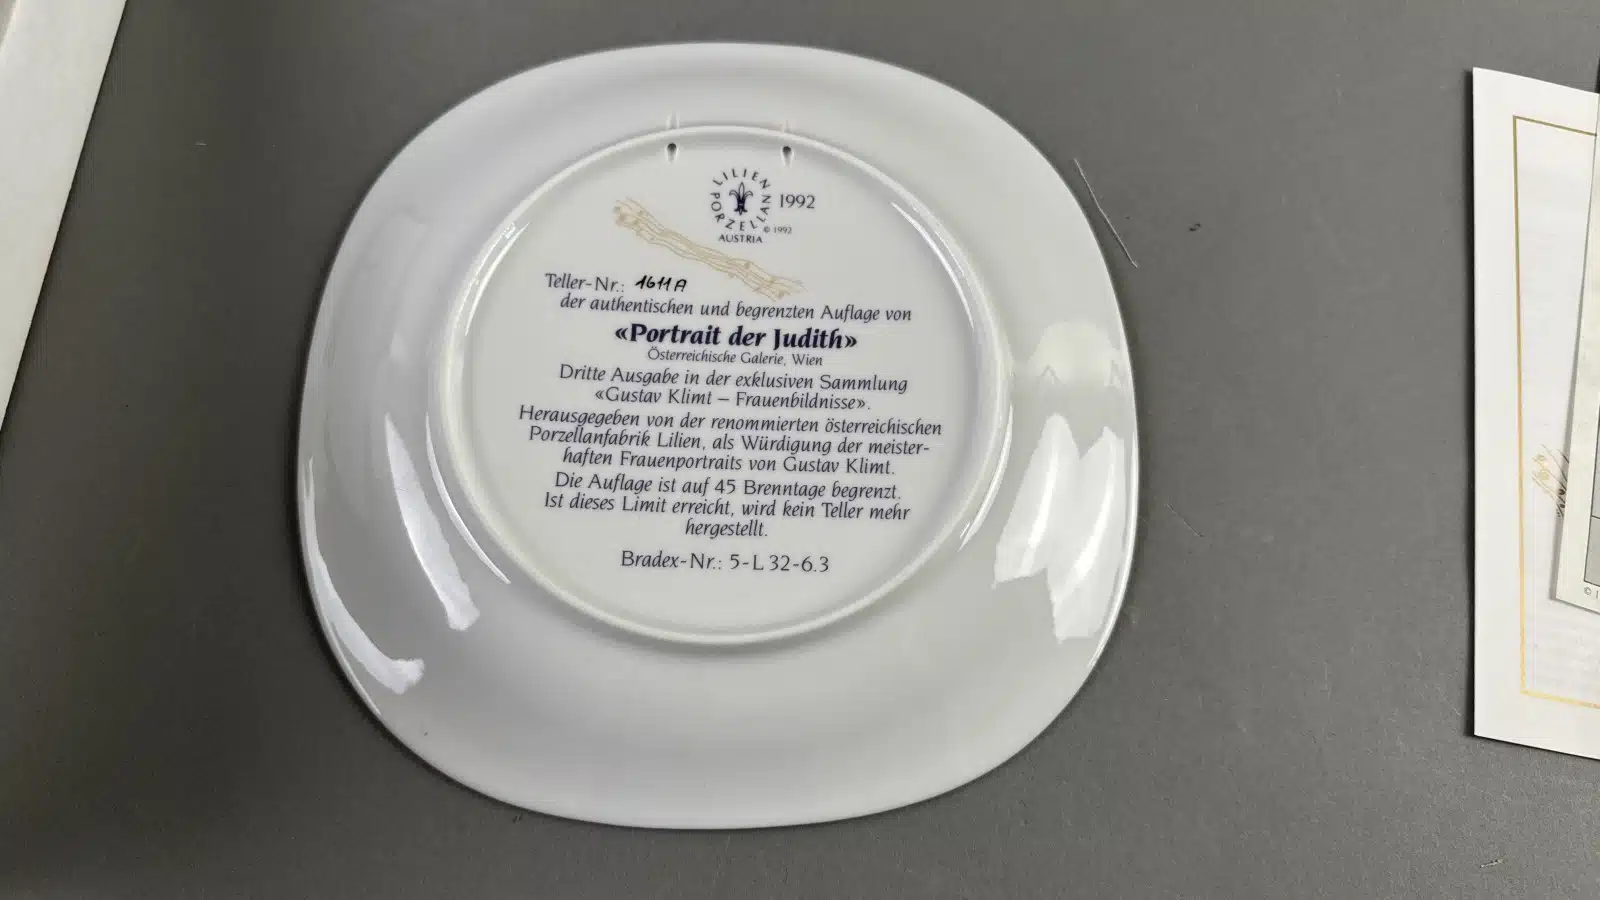 LILIEN PORZELLAN
1992
© 1992
AUSTRIA
Teller-Nr.: 1611A
der authentischen und begrenzten Auflage von
«Portrait der Judith»
Österreichische Galerie, Wien
Dritte Ausgabe in der exklusiven Sammlung
«Gustav Klimt – Frauenbildnisse».
Herausgegeben von der renommierten österreichischen
Porzellanfabrik Lilien, als Würdigung der meister-
haften Frauenportraits von Gustav Klimt.
Die Auflage ist auf 45 Brenntage begrenzt.
Ist dieses Limit erreicht, wird kein Teller mehr
hergestellt.
Bradex-Nr.: 5-L32-6.3